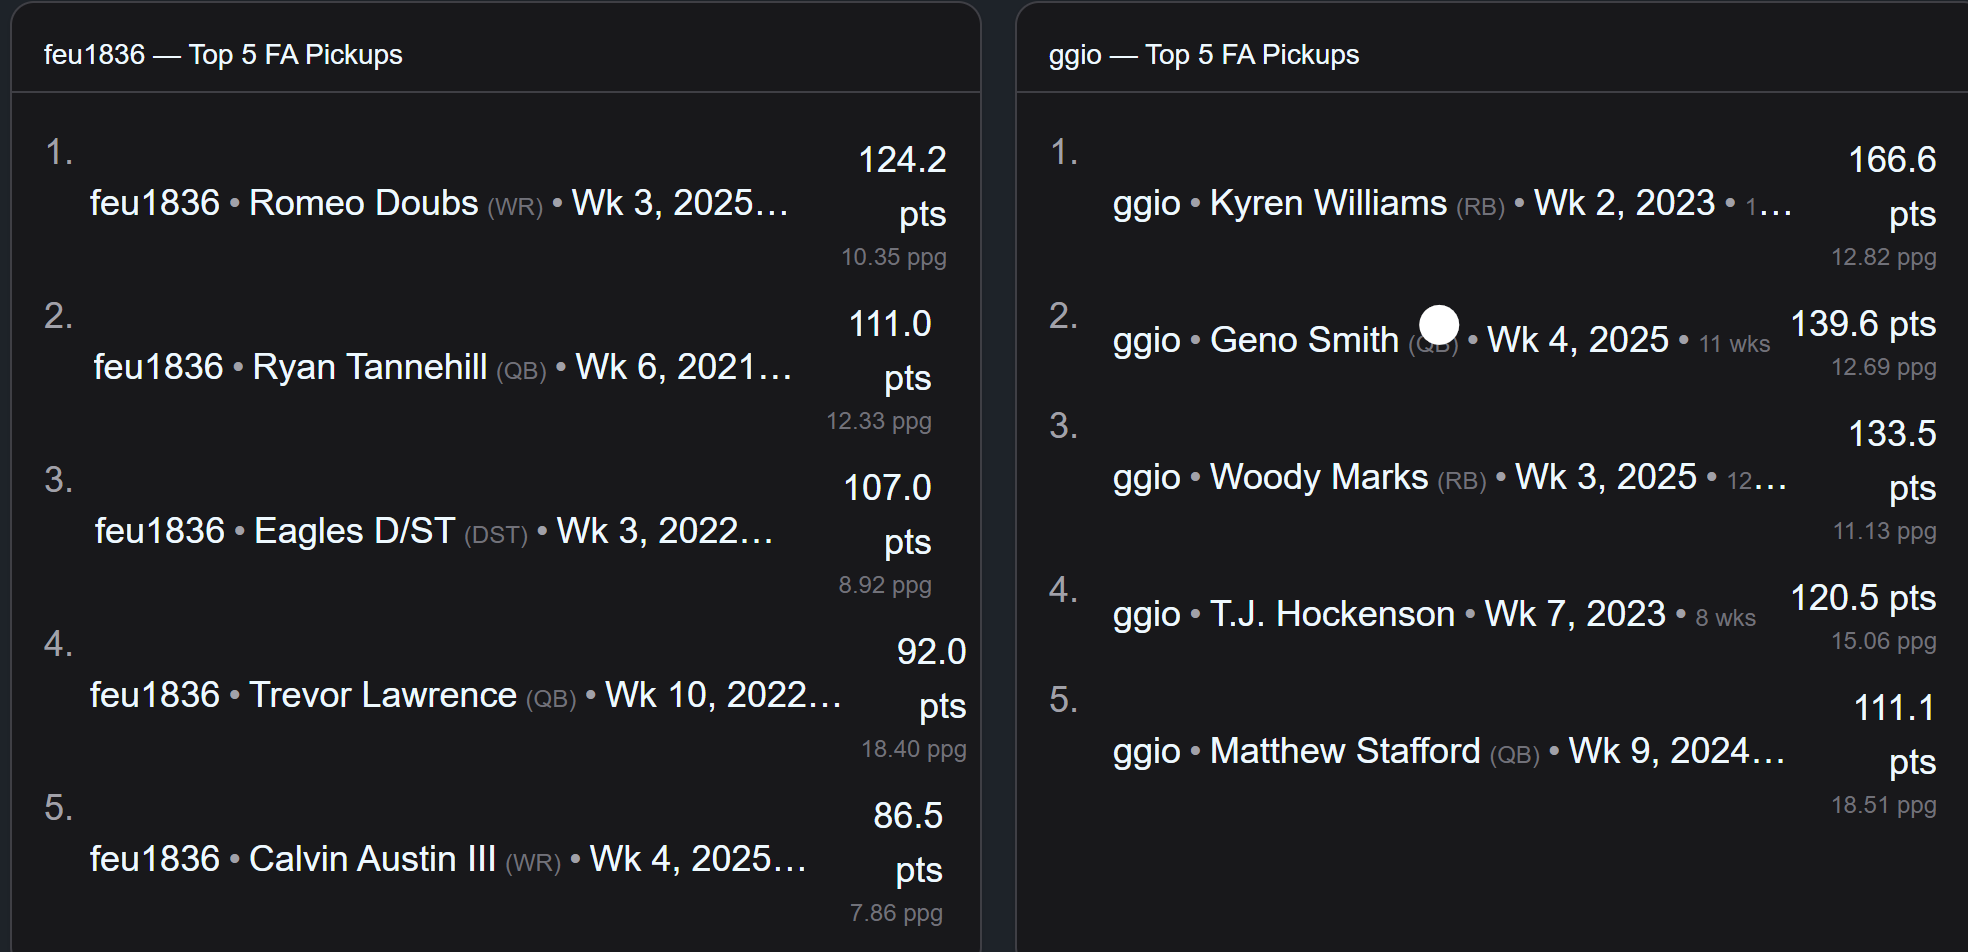 feu1836 — Top 5 FA Pickups
1.
feu1836 • Romeo Doubs (WR) • Wk 3, 2025…
124.2
pts
10.35 ppg
2.
feu1836 • Ryan Tannehill (QB) • Wk 6, 2021…
111.0
pts
12.33 ppg
3.
feu1836 • Eagles D/ST (DST) • Wk 3, 2022…
107.0
pts
8.92 ppg
4.
feu1836 • Trevor Lawrence (QB) • Wk 10, 2022…
92.0
pts
18.40 ppg
5.
feu1836 • Calvin Austin III (WR) • Wk 4, 2025…
86.5
pts
7.86 ppg
ggio — Top 5 FA Pickups
1.
ggio • Kyren Williams (RB) • Wk 2, 2023 • 1…
166.6
pts
12.82 ppg
2.
ggio • Geno Smith (QB) • Wk 4, 2025 • 11 wks
139.6 pts
12.69 ppg
3.
ggio • Woody Marks (RB) • Wk 3, 2025 • 12…
133.5
pts
11.13 ppg
4.
ggio • T.J. Hockenson • Wk 7, 2023 • 8 wks
120.5 pts
15.06 ppg
5.
ggio • Matthew Stafford (QB) • Wk 9, 2024…
111.1
pts
18.51 ppg